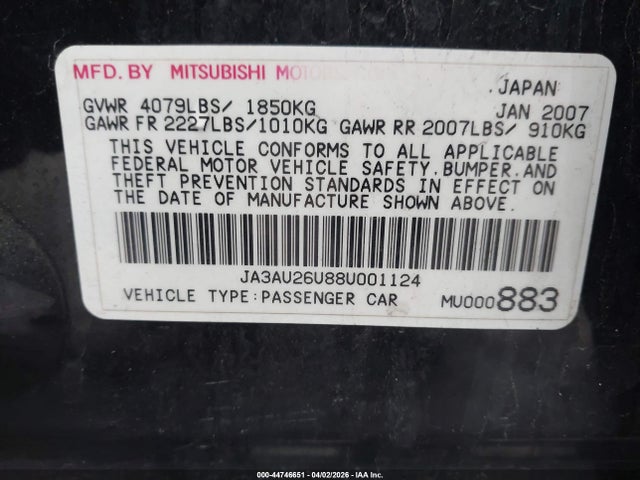 MFD. BY MITSUBISHI MOTORS
JAPAN
GVWR 4079LBS/ 1850KG JAN 2007
GAWR FR 2227LBS/1010KG GAWR RR 2007LBS/ 910KG
THIS VEHICLE CONFORMS TO ALL APPLICABLE
FEDERAL MOTOR VEHICLE SAFETY.BUMPER.AND
THEFT PREVENTION STANDARDS IN EFFECT ON
THE DATE OF MANUFACTURE SHOWN ABOVE.
JA3AU26U88U001124
VEHICLE TYPE:PASSENGER CAR MU000883
000-44746651 - 04/02/2026 - IAA Inc.